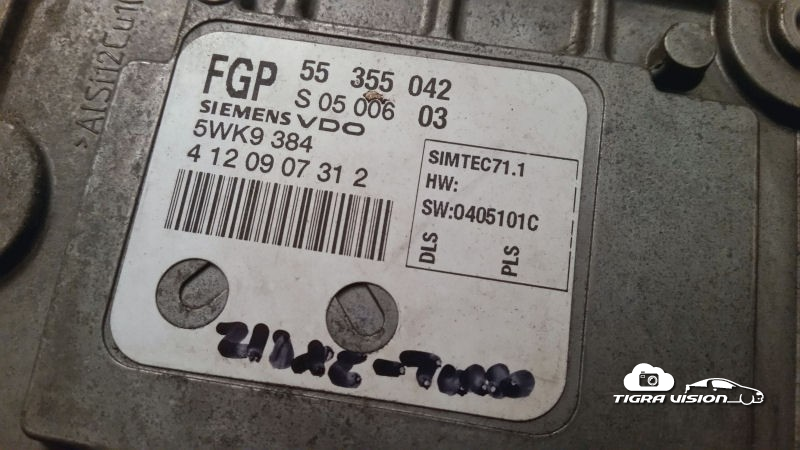 >AlSi12Cu1(
FGP 55 355 042
S 05 006 03
SIEMENS VDO
5WK9 384
4 12 09 07 31 2
SIMTEC71.1
HW:
SW:0405101C
DLS PLS
TIGRA VISION